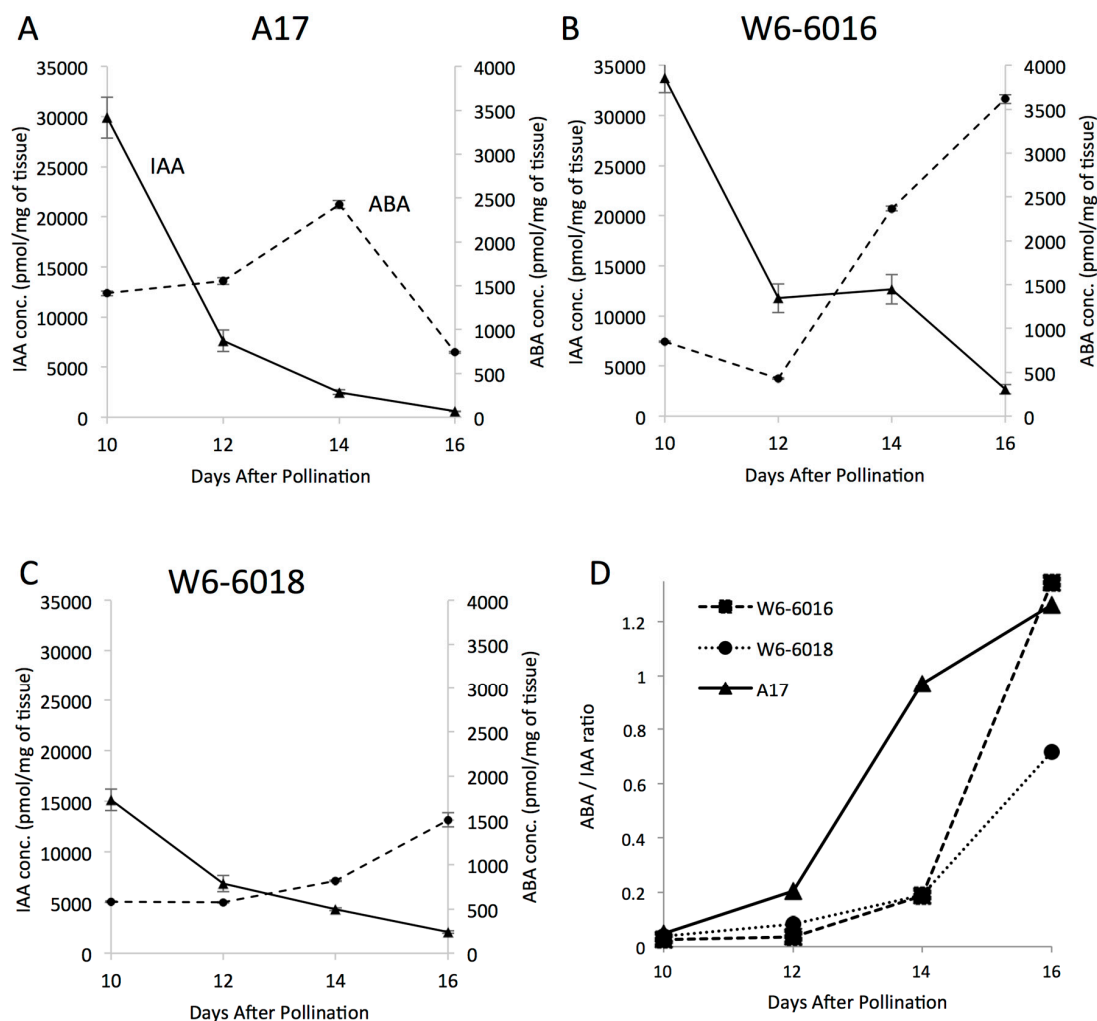 A
A17
IAA conc. (pmol/mg of tissue)
35000
30000
25000
20000
15000
10000
5000
0
IAA
ABA
4000
3500
3000
2500
2000
1500
1000
500
0
ABA conc. (pmol/mg of tissue)
10 12 14 16
Days After Pollination
B
W6-6016
IAA conc. (pmol/mg of tissue)
35000
30000
25000
20000
15000
10000
5000
0
4000
3500
3000
2500
2000
1500
1000
500
0
ABA conc. (pmol/mg of tissue)
10 12 14 16
Days After Pollination
C
W6-6018
IAA conc. (pmol/mg of tissue)
35000
30000
25000
20000
15000
10000
5000
0
4000
3500
3000
2500
2000
1500
1000
500
0
ABA conc. (pmol/mg of tissue)
10 12 14 16
Days After Pollination
D
W6-6016
W6-6018
A17
ABA / IAA ratio
1.2
1
0.8
0.6
0.4
0.2
0
10 12 14 16
Days After Pollination